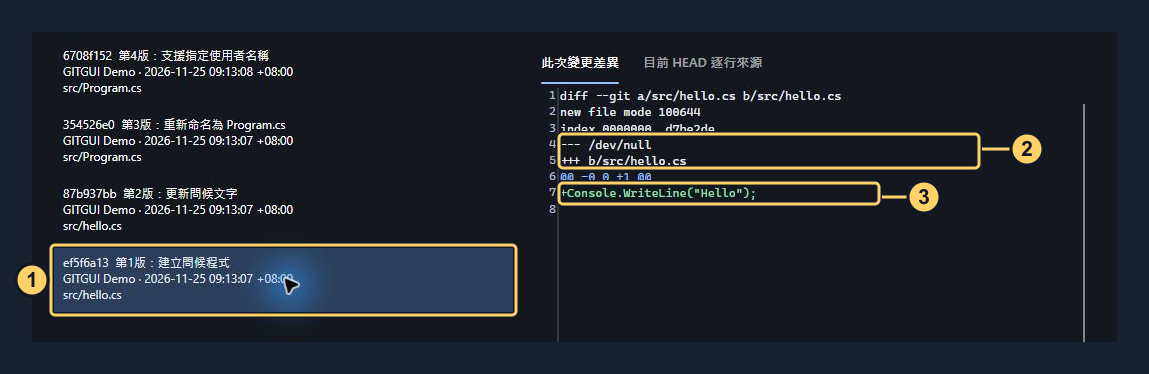 6708f152 第4版：支援指定使用者名稱
GITGUI Demo · 2026-11-25 09:13:08 +08:00
src/Program.cs
354526e0 第3版：重新命名為 Program.cs
GITGUI Demo · 2026-11-25 09:13:07 +08:00
src/Program.cs
87b937bb 第2版：更新問候文字
GITGUI Demo · 2026-11-25 09:13:07 +08:00
src/hello.cs
1
ef5f6a13 第1版：建立問候程式
GITGUI Demo · 2026-11-25 09:13:07 +08:00
src/hello.cs
此次變更差異 目前 HEAD 逐行來源
1 diff --git a/src/hello.cs b/src/hello.cs
2 new file mode 100644
3 index 0000000..d7be2de
4 --- /dev/null
5 +++ b/src/hello.cs
2
6 @@ -0,0 +1 @@
7 +Console.WriteLine("Hello");
3
8